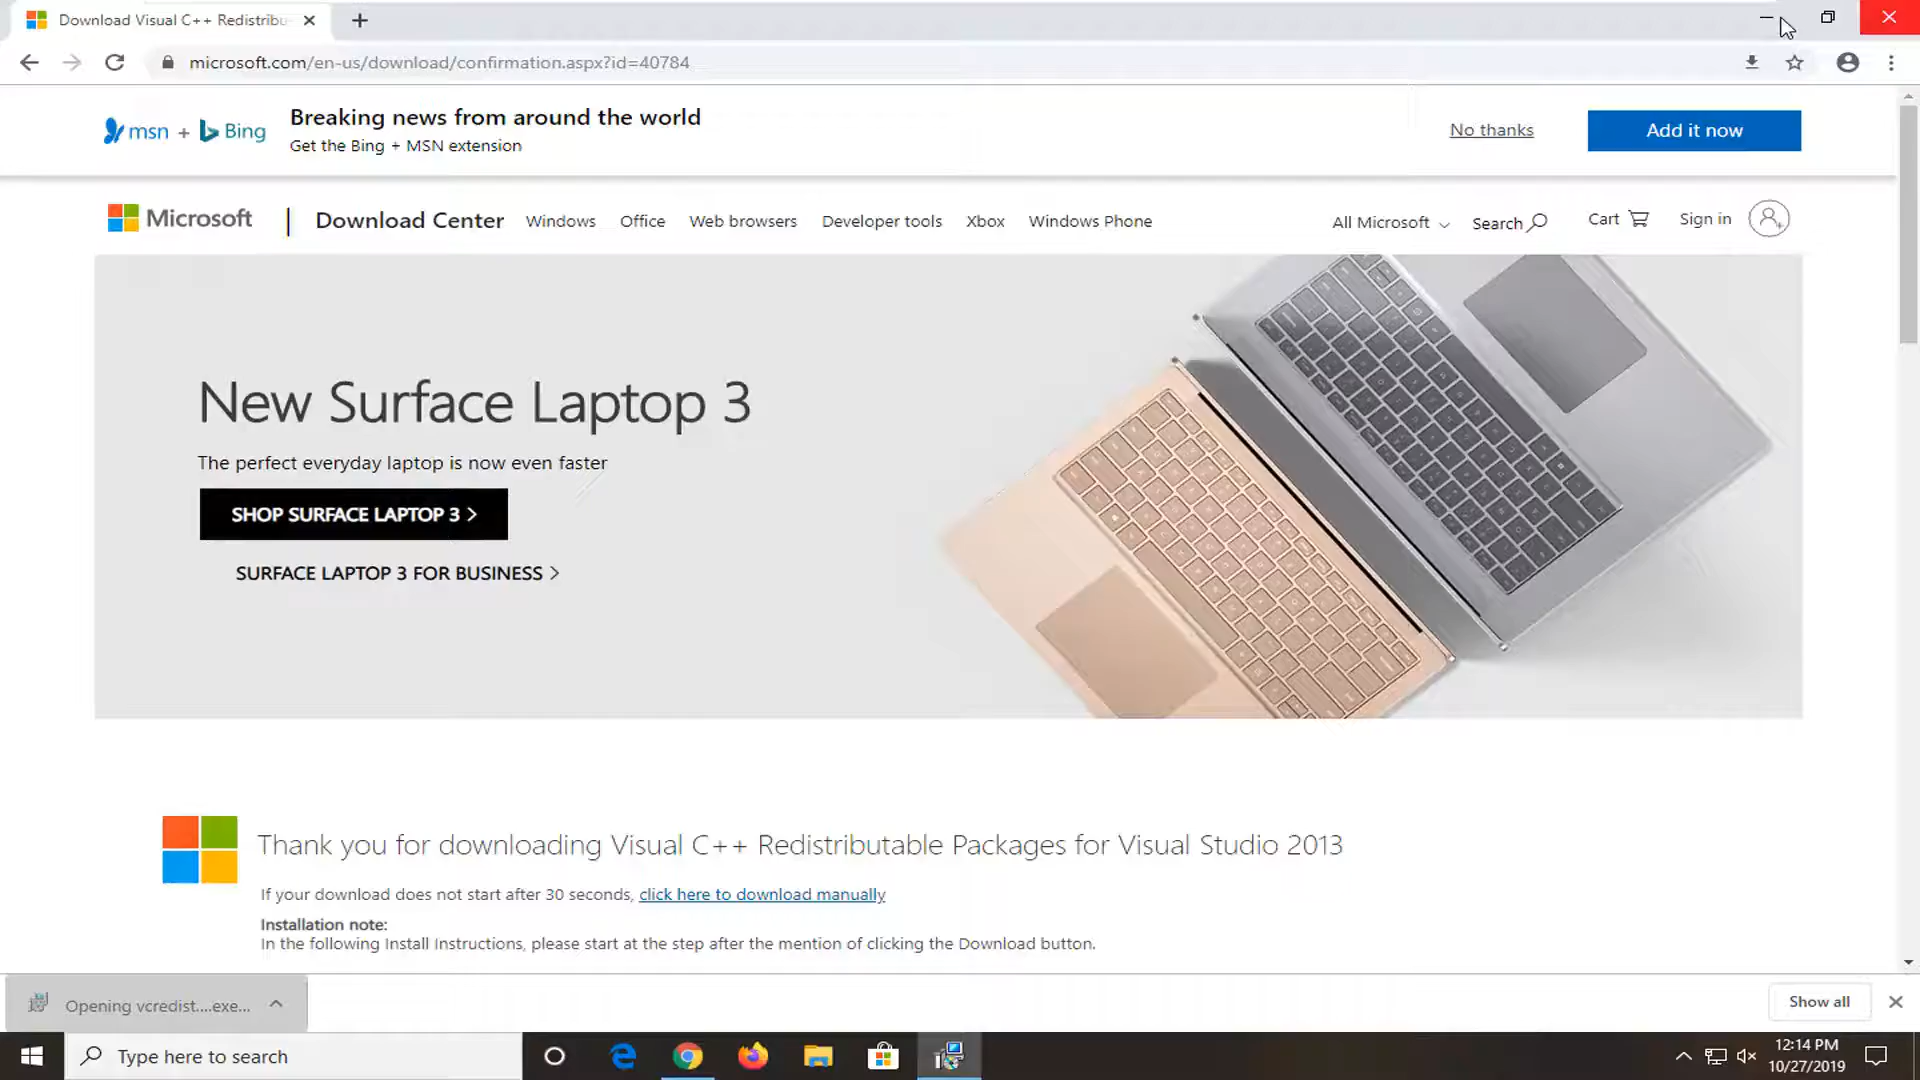 Download Visual C++ Redistribu
microsoft.com/en-us/download/confirmation.aspx?id=40784
msn + Bing
Breaking news from around the world
Get the Bing + MSN extension
No thanks
Add it now
Microsoft
Download Center
Windows
Office
Web browsers
Developer tools
Xbox
Windows Phone
All Microsoft
Search
Cart
Sign in
New Surface Laptop 3
The perfect everyday laptop is now even faster
SHOP SURFACE LAPTOP 3 >
SURFACE LAPTOP 3 FOR BUSINESS >
Thank you for downloading Visual C++ Redistributable Packages for Visual Studio 2013
If your download does not start after 30 seconds, click here to download manually
Installation note:
In the following Install Instructions, please start at the step after the mention of clicking the Download button.
Opening vcredist....exe...
Show all
Type here to search
12:14 PM
10/27/2019